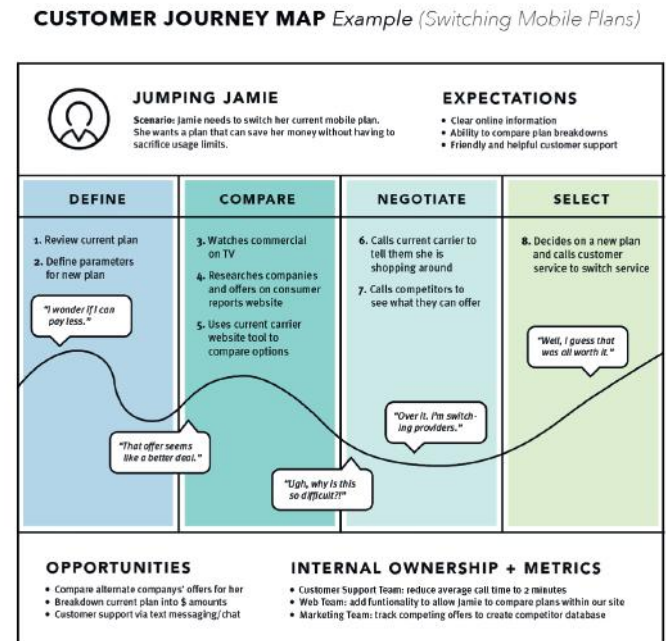 CUSTOMER JOURNEY MAP Example (Switching Mobile Plans)
JUMPING JAMIE
Scenario: Jamie needs to switch her current mobile plan.
She wants a plan that can save her money without having to
sacrifice usage limits.
EXPECTATIONS
• Clear online information
• Ability to compare plan breakdowns
• Friendly and helpful customer support
DEFINE
1. Review current plan
2. Define parameters
for new plan
"I wonder if I can
pay less."
COMPARE
3. Watches commercial
on TV
4. Researches companies
and offers on consumer
reports website
5. Uses current carrier
website tool to
compare options
"That offer seems
like a better deal."
NEGOTIATE
6. Calls current carrier to
tell them she is
shopping around
7. Calls competitors to
see what they can offer
"Ugh, why is this
so difficult?!"
"Over it. I'm switch-
ing providers."
SELECT
8. Decides on a new plan
and calls customer
service to switch service
"Well, I guess that
was all worth it."
OPPORTUNITIES
• Compare alternate companys' offers for her
• Breakdown current plan into $ amounts
• Customer support via text messaging/chat
INTERNAL OWNERSHIP + METRICS
• Customer Support Team: reduce average call time to 2 minutes
• Web Team: add funtionality to allow Jamie to compare plans within our site
• Marketing Team: track competing offers to create competitor database